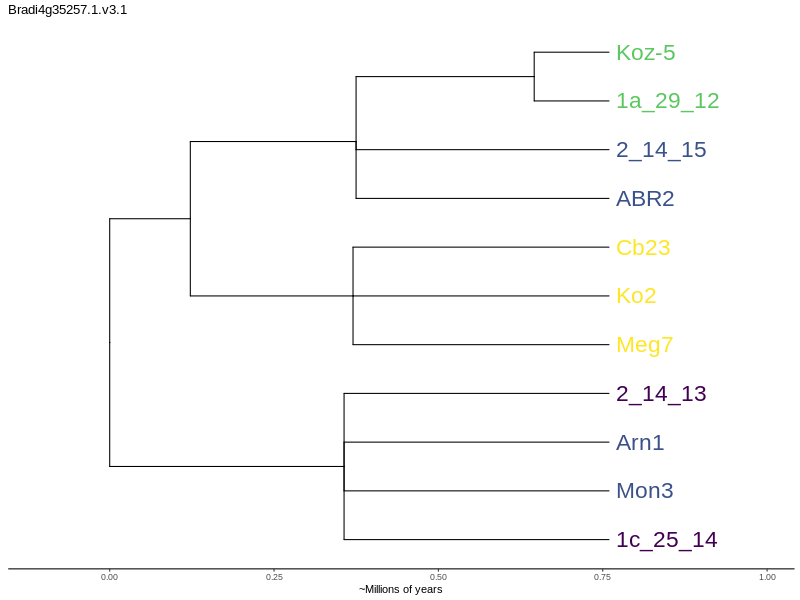 Bradi4g35257.1.v3.1
Koz-5
1a_29_12
2_14_15
ABR2
Cb23
Ko2
Meg7
2_14_13
Arn1
Mon3
1c_25_14
0.00 0.25 0.50 0.75 1.00
~Millions of years